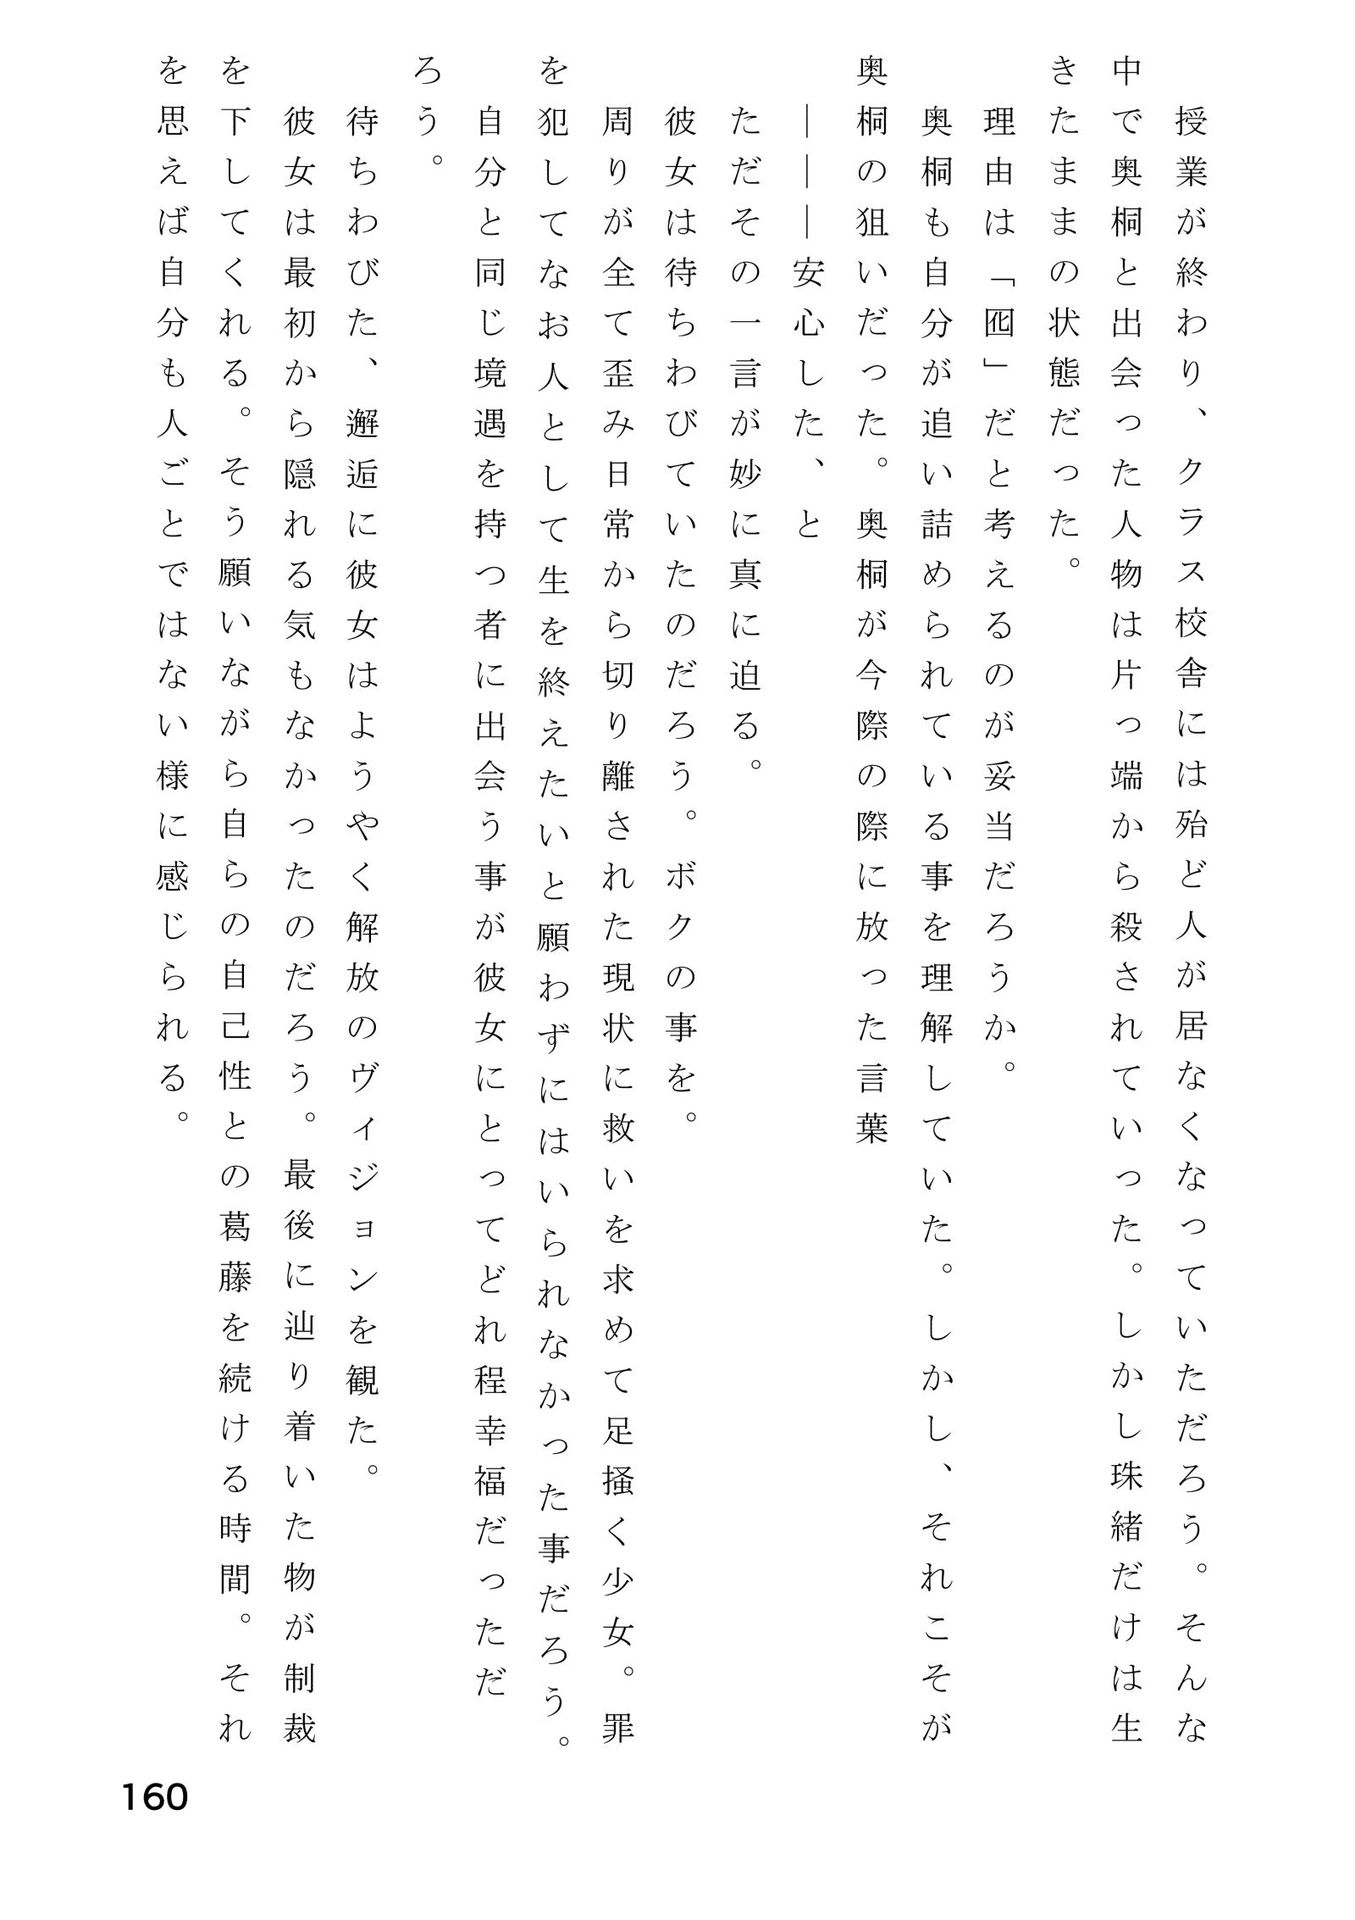 授業が終わり、クラス校舎には殆ど人が居なくなっていただろう。そんな
中で奥桐と出会った人物は片っ端から殺されていった。しかし珠緒だけは生
きたままの状態だった。
理由は「囮」だと考えるのが妥当だろうか。
奥桐も自分が追い詰められている事を理解していた。しかし、それこそが
奥桐の狙いだった。奥桐が今際の際に放った言葉
―――安心した、と
ただその一言が妙に真に迫る。
彼女は待ちわびていたのだろう。ボクの事を。
周りが全て歪み日常から切り離された現状に救いを求めて足掻く少女。罪
を犯してなお人として生を終えたいと願わずにはいられなかった事だろう。
自分と同じ境遇を持つ者に出会う事が彼女にとってどれ程幸福だっただ
ろう。
待ちわびた、邂逅に彼女はようやく解放のヴィジョンを観た。
彼女は最初から隠れる気もなかったのだろう。最後に辿り着いた物が制裁
を下してくれる。そう願いながら自らの自己性との葛藤を続ける時間。それ
を思えば自分も人ごとではない様に感じられる。
160